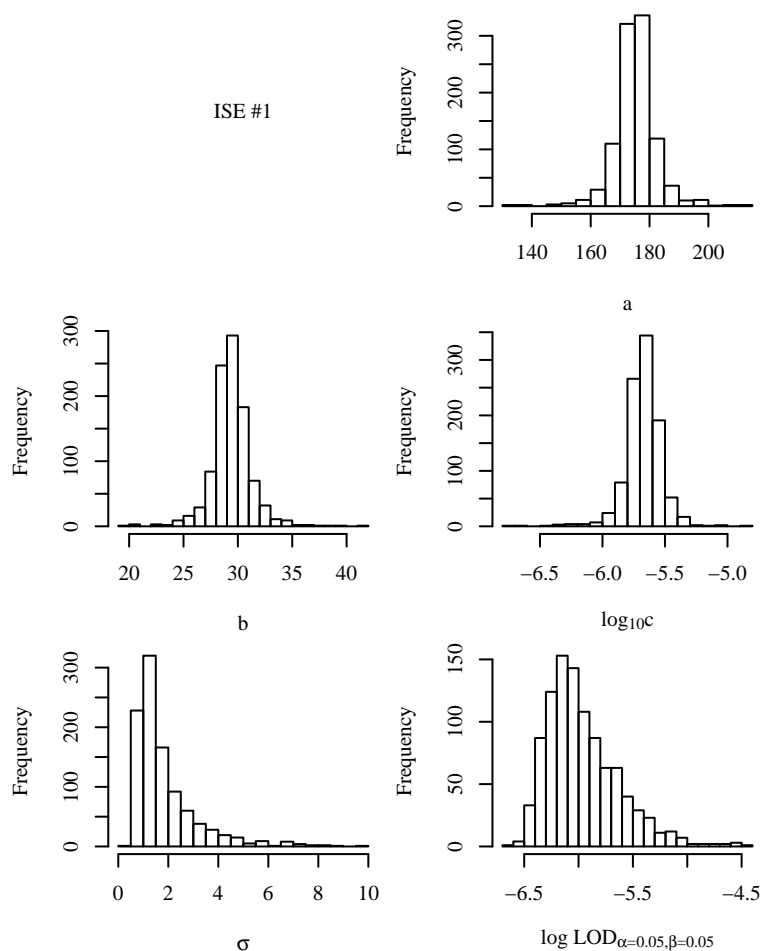 ISE #1
Frequency
0
100
200
300
140 160 180 200
a
Frequency
0
100
200
300
20 25 30 35 40
b
Frequency
0
100
200
300
−6.5 −6.0 −5.5 −5.0
log10c
Frequency
0
100
200
300
0 2 4 6 8 10
σ
Frequency
0
50
100
150
−6.5 −5.5 −4.5
log LODα=0.05,β=0.05